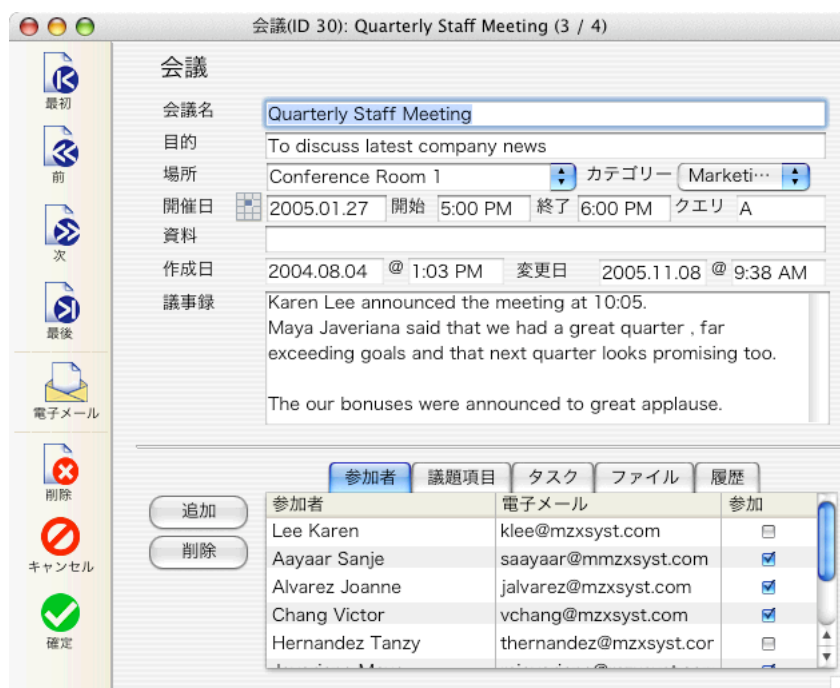 会議(ID 30): Quarterly Staff Meeting (3 / 4)
最初
前
次
最後
電子メール
削除
キャンセル
確定
会議
会議名 Quarterly Staff Meeting
目的 To discuss latest company news
場所 Conference Room 1 カテゴリー Marketi…
開催日 2005.01.27 開始 5:00 PM 終了 6:00 PM クエリ A
資料
作成日 2004.08.04 @ 1:03 PM 変更日 2005.11.08 @ 9:38 AM
議事録 Karen Lee announced the meeting at 10:05.
Maya Javeriana said that we had a great quarter , far
exceeding goals and that next quarter looks promising too.
The our bonuses were announced to great applause.
参加者 議題項目 タスク ファイル 履歴
追加
削除
参加者 電子メール 参加
Lee Karen klee@mzxsyst.com
Aayaar Sanje saayaar@mmzxsyst.com
Alvarez Joanne jalvarez@mzxsyst.com
Chang Victor vchang@mzxsyst.com
Hernandez Tanzy thernandez@mzxsyst.cor